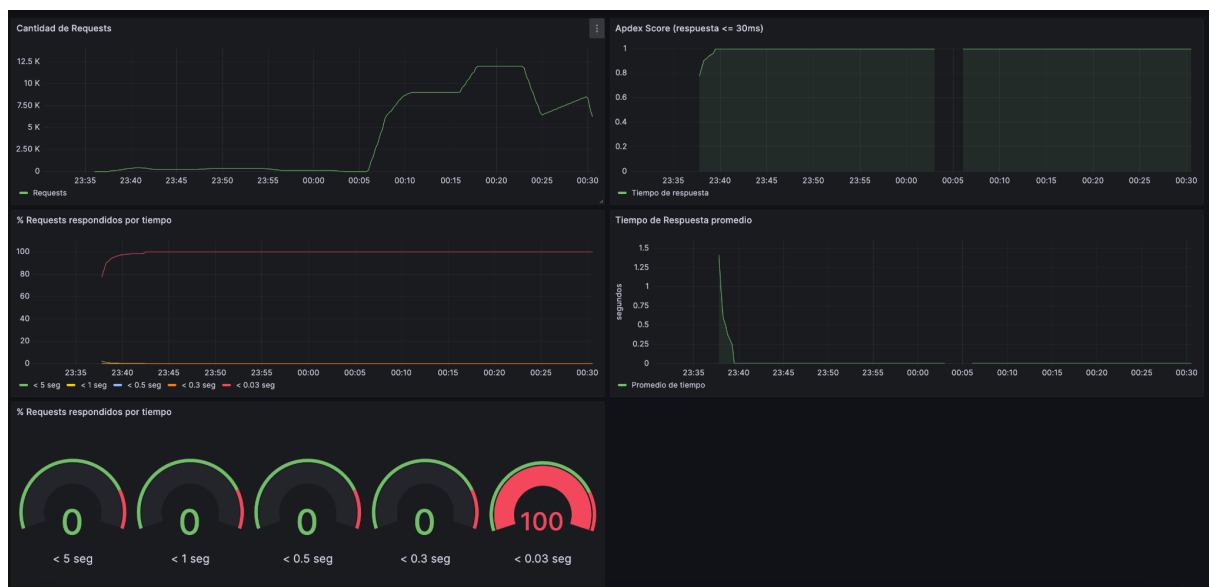 Cantidad de Requests
12.5 K
10 K
7.50 K
5 K
2.50 K
0
23:35 23:40 23:45 23:50 23:55 00:00 00:05 00:10 00:15 00:20 00:25 00:30
Requests
Apdex Score (respuesta <= 30ms)
1
0.8
0.6
0.4
0.2
0
23:35 23:40 23:45 23:50 23:55 00:00 00:05 00:10 00:15 00:20 00:25 00:30
Tiempo de respuesta
% Requests respondidos por tiempo
100
80
60
40
20
0
23:35 23:40 23:45 23:50 23:55 00:00 00:05 00:10 00:15 00:20 00:25 00:30
< 5 seg < 1 seg < 0.5 seg < 0.3 seg < 0.03 seg
Tiempo de Respuesta promedio
segundos
1.5
1.25
1
0.75
0.5
0.25
0
23:35 23:40 23:45 23:50 23:55 00:00 00:05 00:10 00:15 00:20 00:25 00:30
Promedio de tiempo
% Requests respondidos por tiempo
0 0 0 0 100
< 5 seg < 1 seg < 0.5 seg < 0.3 seg < 0.03 seg